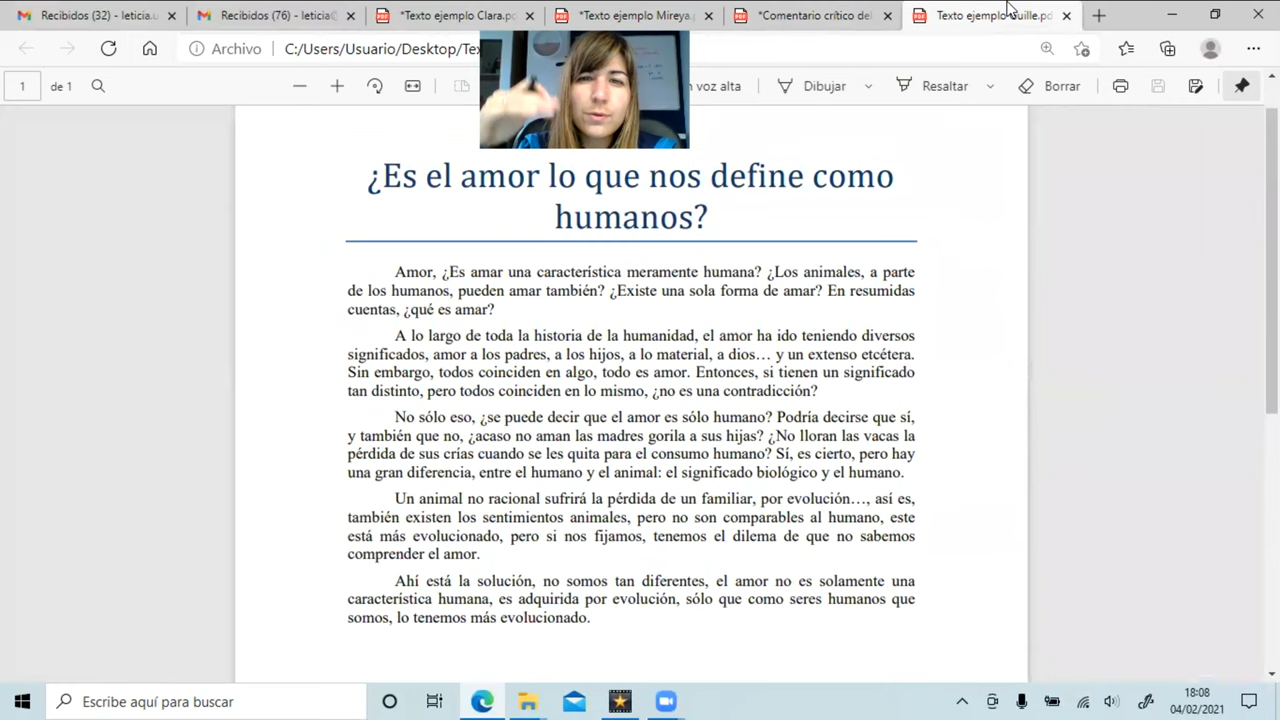 Recibidos (32) - leticia.u
Recibidos (76) - leticia@
*Texto ejemplo Clara.pd
*Texto ejemplo Mireya.p
*Comentario crítico del
Texto ejemplo Guille.pd
Archivo
C:/Users/Usuario/Desktop/Te
1
de 1
n voz alta
Dibujar
Resaltar
Borrar
¿Es el amor lo que nos define como
humanos?
Amor, ¿Es amar una característica meramente humana? ¿Los animales, a parte
de los humanos, pueden amar también? ¿Existe una sola forma de amar? En resumidas
cuentas, ¿qué es amar?
A lo largo de toda la historia de la humanidad, el amor ha ido teniendo diversos
significados, amor a los padres, a los hijos, a lo material, a dios… y un extenso etcétera.
Sin embargo, todos coinciden en algo, todo es amor. Entonces, si tienen un significado
tan distinto, pero todos coinciden en lo mismo, ¿no es una contradicción?
No sólo eso, ¿se puede decir que el amor es sólo humano? Podría decirse que sí,
y también que no, ¿acaso no aman las madres gorila a sus hijas? ¿No lloran las vacas la
pérdida de sus crías cuando se les quita para el consumo humano? Sí, es cierto, pero hay
una gran diferencia, entre el humano y el animal: el significado biológico y el humano.
Un animal no racional sufrirá la pérdida de un familiar, por evolución…, así es,
también existen los sentimientos animales, pero no son comparables al humano, este
está más evolucionado, pero si nos fijamos, tenemos el dilema de que no sabemos
comprender el amor.
Ahí está la solución, no somos tan diferentes, el amor no es solamente una
característica humana, es adquirida por evolución, sólo que como seres humanos que
somos, lo tenemos más evolucionado.
Escribe aquí para buscar
18:08
04/02/2021